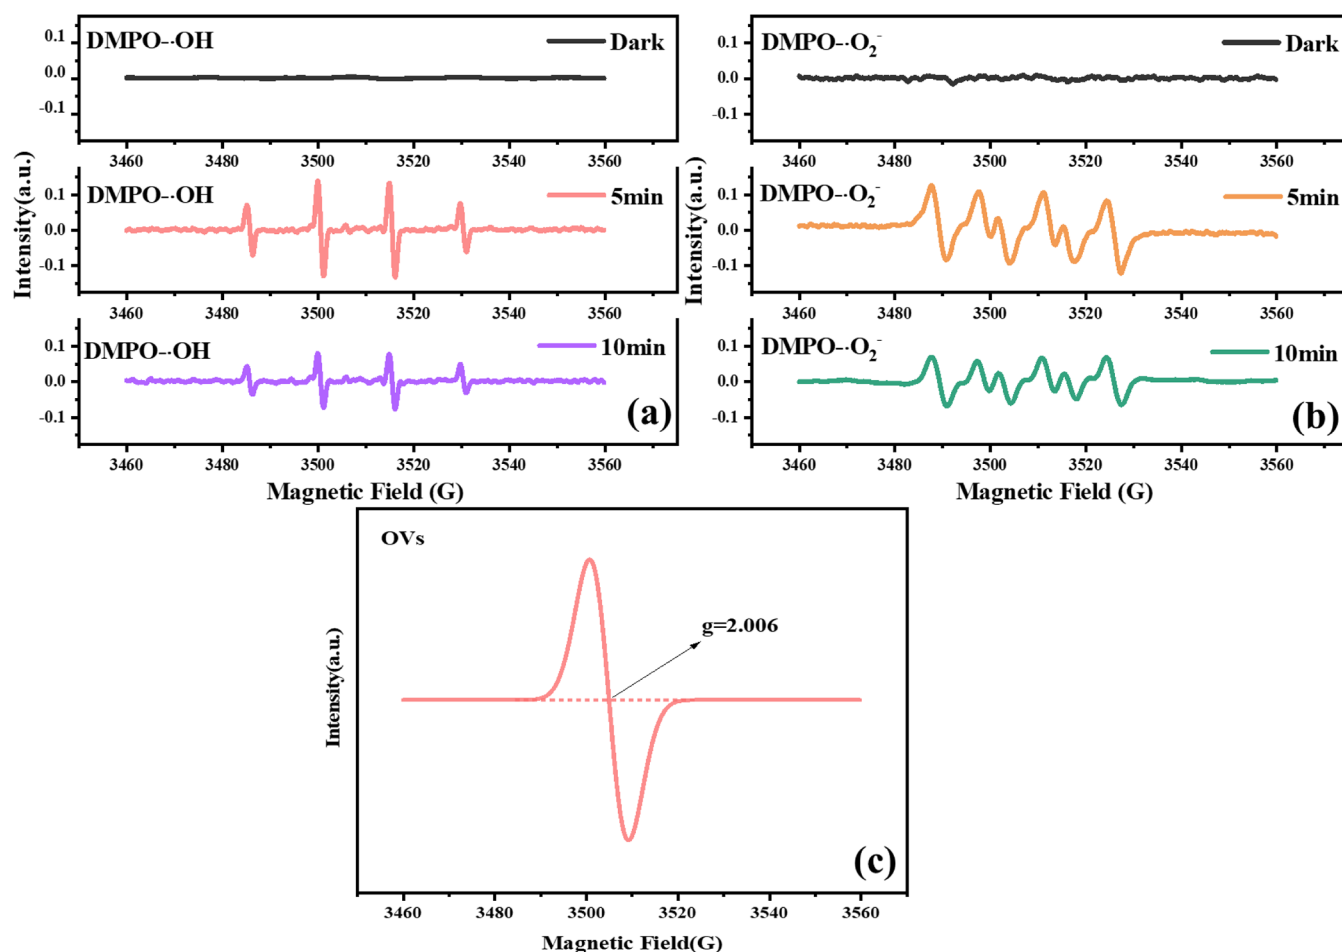 DMPO--·OH
Dark
0.1
0.0
-0.1
3460 3480 3500 3520 3540 3560
DMPO--·OH
5min
0.1
0.0
-0.1
3460 3480 3500 3520 3540 3560
DMPO--·OH
10min
0.1
0.0
-0.1
(a)
3460 3480 3500 3520 3540 3560
Intensity(a.u.)
Magnetic Field (G)
DMPO--·O₂⁻
Dark
0.1
0.0
-0.1
3460 3480 3500 3520 3540 3560
DMPO--·O₂⁻
5min
0.1
0.0
-0.1
3460 3480 3500 3520 3540 3560
DMPO--·O₂⁻
10min
0.1
0.0
-0.1
(b)
3460 3480 3500 3520 3540 3560
Intensity(a.u.)
Magnetic Field (G)
OVs
g=2.006
Intensity(a.u.)
(c)
3460 3480 3500 3520 3540 3560
Magnetic Field(G)